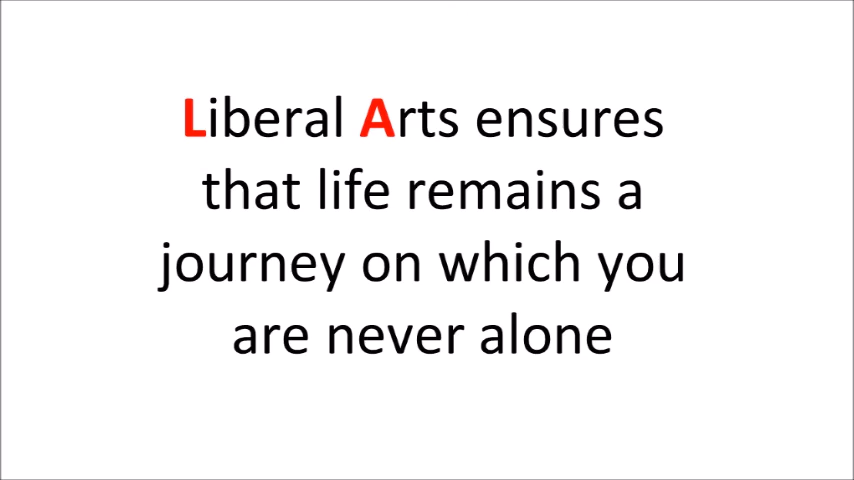 Liberal Arts ensures
that life remains a
journey on which you
are never alone